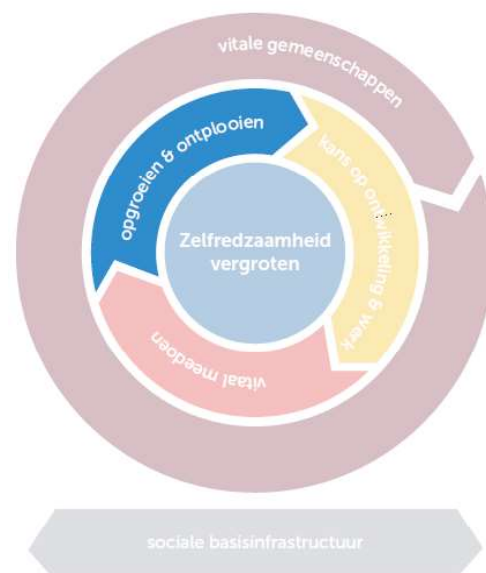 vitale gemeenschappen
opgroeien & ontplooien
kans op ontwikkeling & werk
Zelfredzaamheid
vergroten
vitaal meedoen
sociale basisinfrastructuur